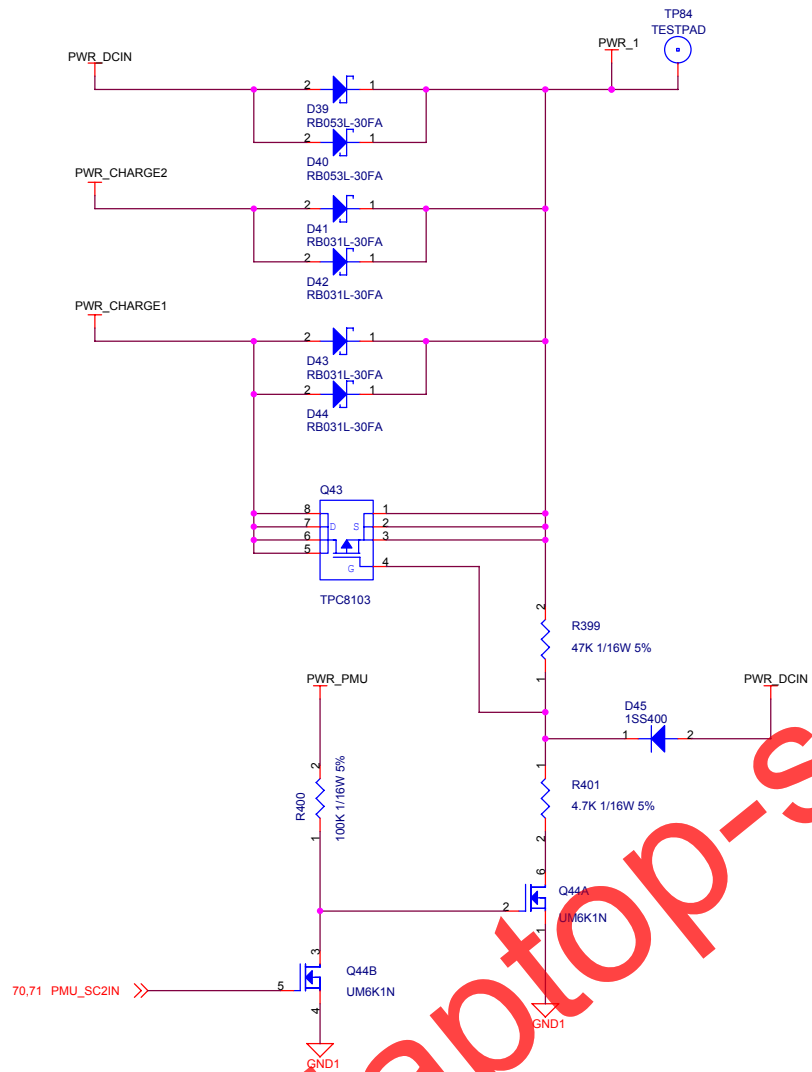 TP84
TESTPAD
PWR_1
PWR_DCIN
2
1
D39
RB053L-30FA
2
1
D40
RB053L-30FA
PWR_CHARGE2
2
1
D41
RB031L-30FA
2
1
D42
RB031L-30FA
PWR_CHARGE1
2
1
D43
RB031L-30FA
2
1
D44
RB031L-30FA
Q43
8
1
7
D
S
2
6
3
5
G
4
TPC8103
2
R399
47K 1/16W 5%
1
PWR_PMU
PWR_DCIN
D45
1SS400
1
2
2
R400
100K 1/16W 5%
1
1
R401
4.7K 1/16W 5%
2
6
Q44A
2
UM6K1N
1
3
Q44B
70,71 PMU_SC2IN
5
UM6K1N
4
GND1
GND1
laptop-s